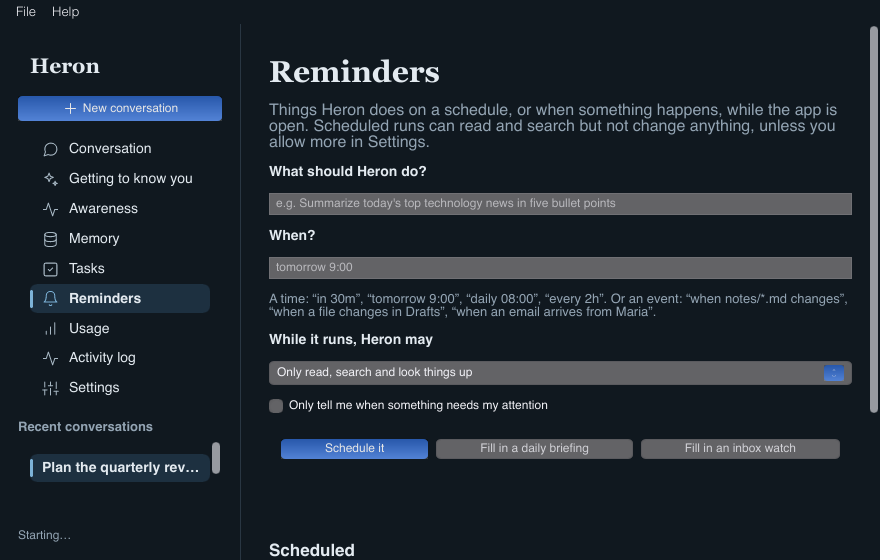 File Help
Heron
New conversation
Conversation
Getting to know you
Awareness
Memory
Tasks
Reminders
Usage
Activity log
Settings
Recent conversations
Plan the quarterly rev…
Starting…
Reminders
Things Heron does on a schedule, or when something happens, while the app is
open. Scheduled runs can read and search but not change anything, unless you
allow more in Settings.
What should Heron do?
e.g. Summarize today's top technology news in five bullet points
When?
tomorrow 9:00
A time: “in 30m”, “tomorrow 9:00”, “daily 08:00”, “every 2h”. Or an event: “when notes/*.md changes”,
“when a file changes in Drafts”, “when an email arrives from Maria”.
While it runs, Heron may
Only read, search and look things up
Only tell me when something needs my attention
Schedule it
Fill in a daily briefing
Fill in an inbox watch
Scheduled